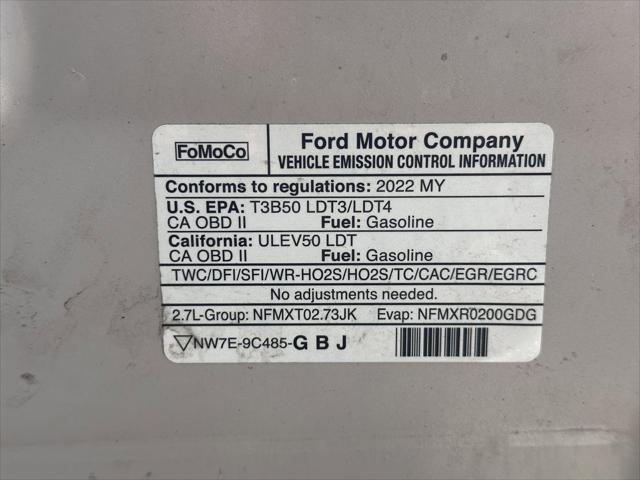 FoMoCo
Ford Motor Company
VEHICLE EMISSION CONTROL INFORMATION
Conforms to regulations: 2022 MY
U.S. EPA: T3B50 LDT3/LDT4
CA OBD II Fuel: Gasoline
California: ULEV50 LDT
CA OBD II Fuel: Gasoline
TWC/DFI/SFI/WR-HO2S/HO2S/TC/CAC/EGR/EGRC
No adjustments needed.
2.7L-Group: NFMXT02.73JK Evap: NFMXR0200GDG
NW7E-9C485-G B J